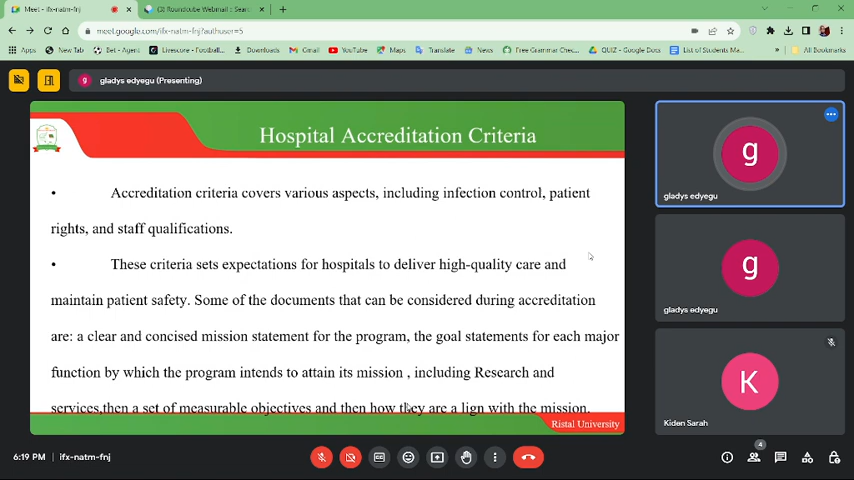 Meet - ifx-natm-fnj
Gt Roundcube Webmail :: Sear
meet.google.com/ifx-natm-fnj?authuser=5
Apps
New Tab
Bet - Agent
Livescore - Football...
Downloads
Gmail
YouTube
Maps
Translate
News
Free Grammar Chec...
QUIZ - Google Docs
List of Students Ma...
»
All Bookmarks
g
gladys edyegu (Presenting)
Hospital Accreditation Criteria
• Accreditation criteria covers various aspects, including infection control, patient
rights, and staff qualifications.
• These criteria sets expectations for hospitals to deliver high-quality care and
maintain patient safety. Some of the documents that can be considered during accreditation
are: a clear and concised mission statement for the program, the goal statements for each major
function by which the program intends to attain its mission , including Research and
services,then a set of measurable objectives and then how they are a lign with the mission.
Ristal University
g
gladys edyegu
g
gladys edyegu
K
Kiden Sarah
6:19 PM | ifx-natm-fnj
4